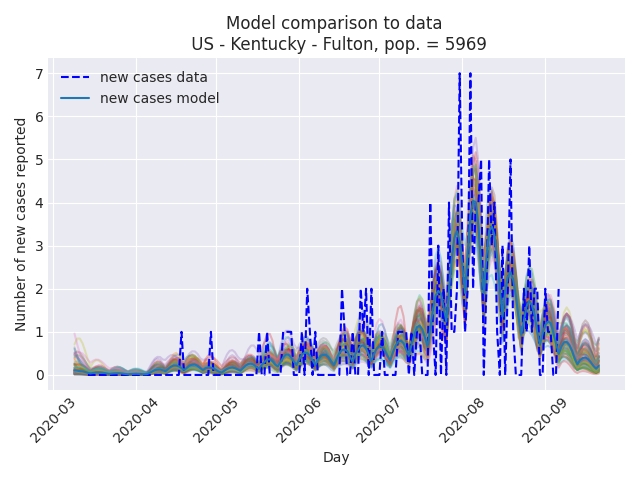 Model comparison to data
US - Kentucky - Fulton, pop. = 5969
new cases data
new cases model
Number of new cases reported
7
6
5
4
3
2
1
0
2020-03
2020-04
2020-05
2020-06
2020-07
2020-08
2020-09
Day